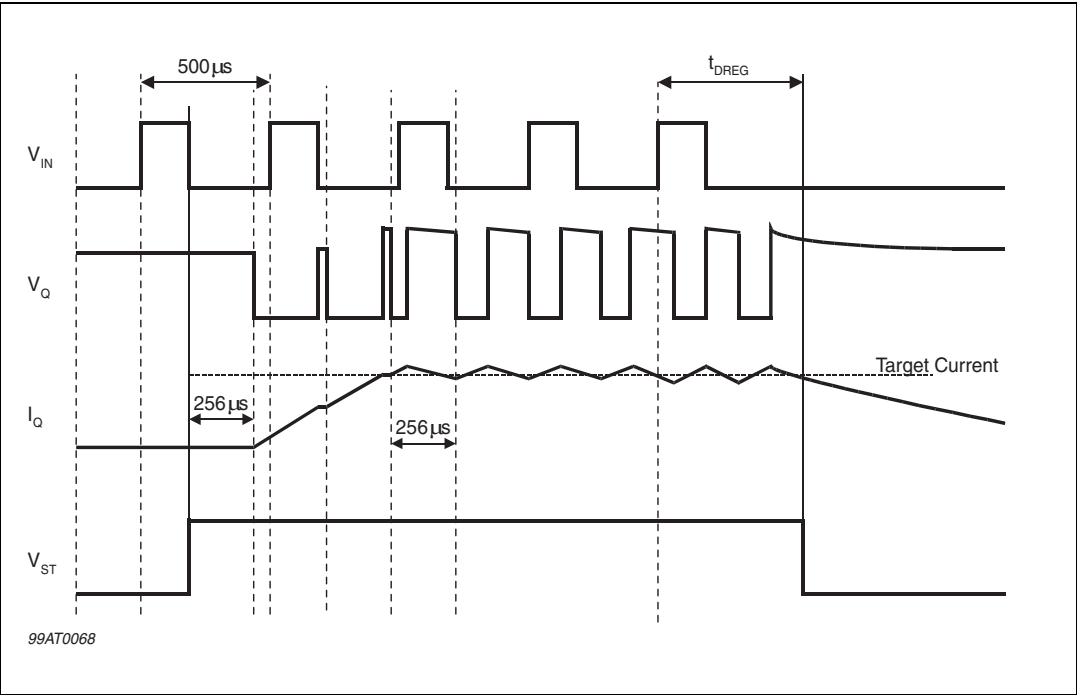 500µs
t_DREG
V_IN
V_Q
Target Current
256µs
I_Q
256µs
V_ST
99AT0068